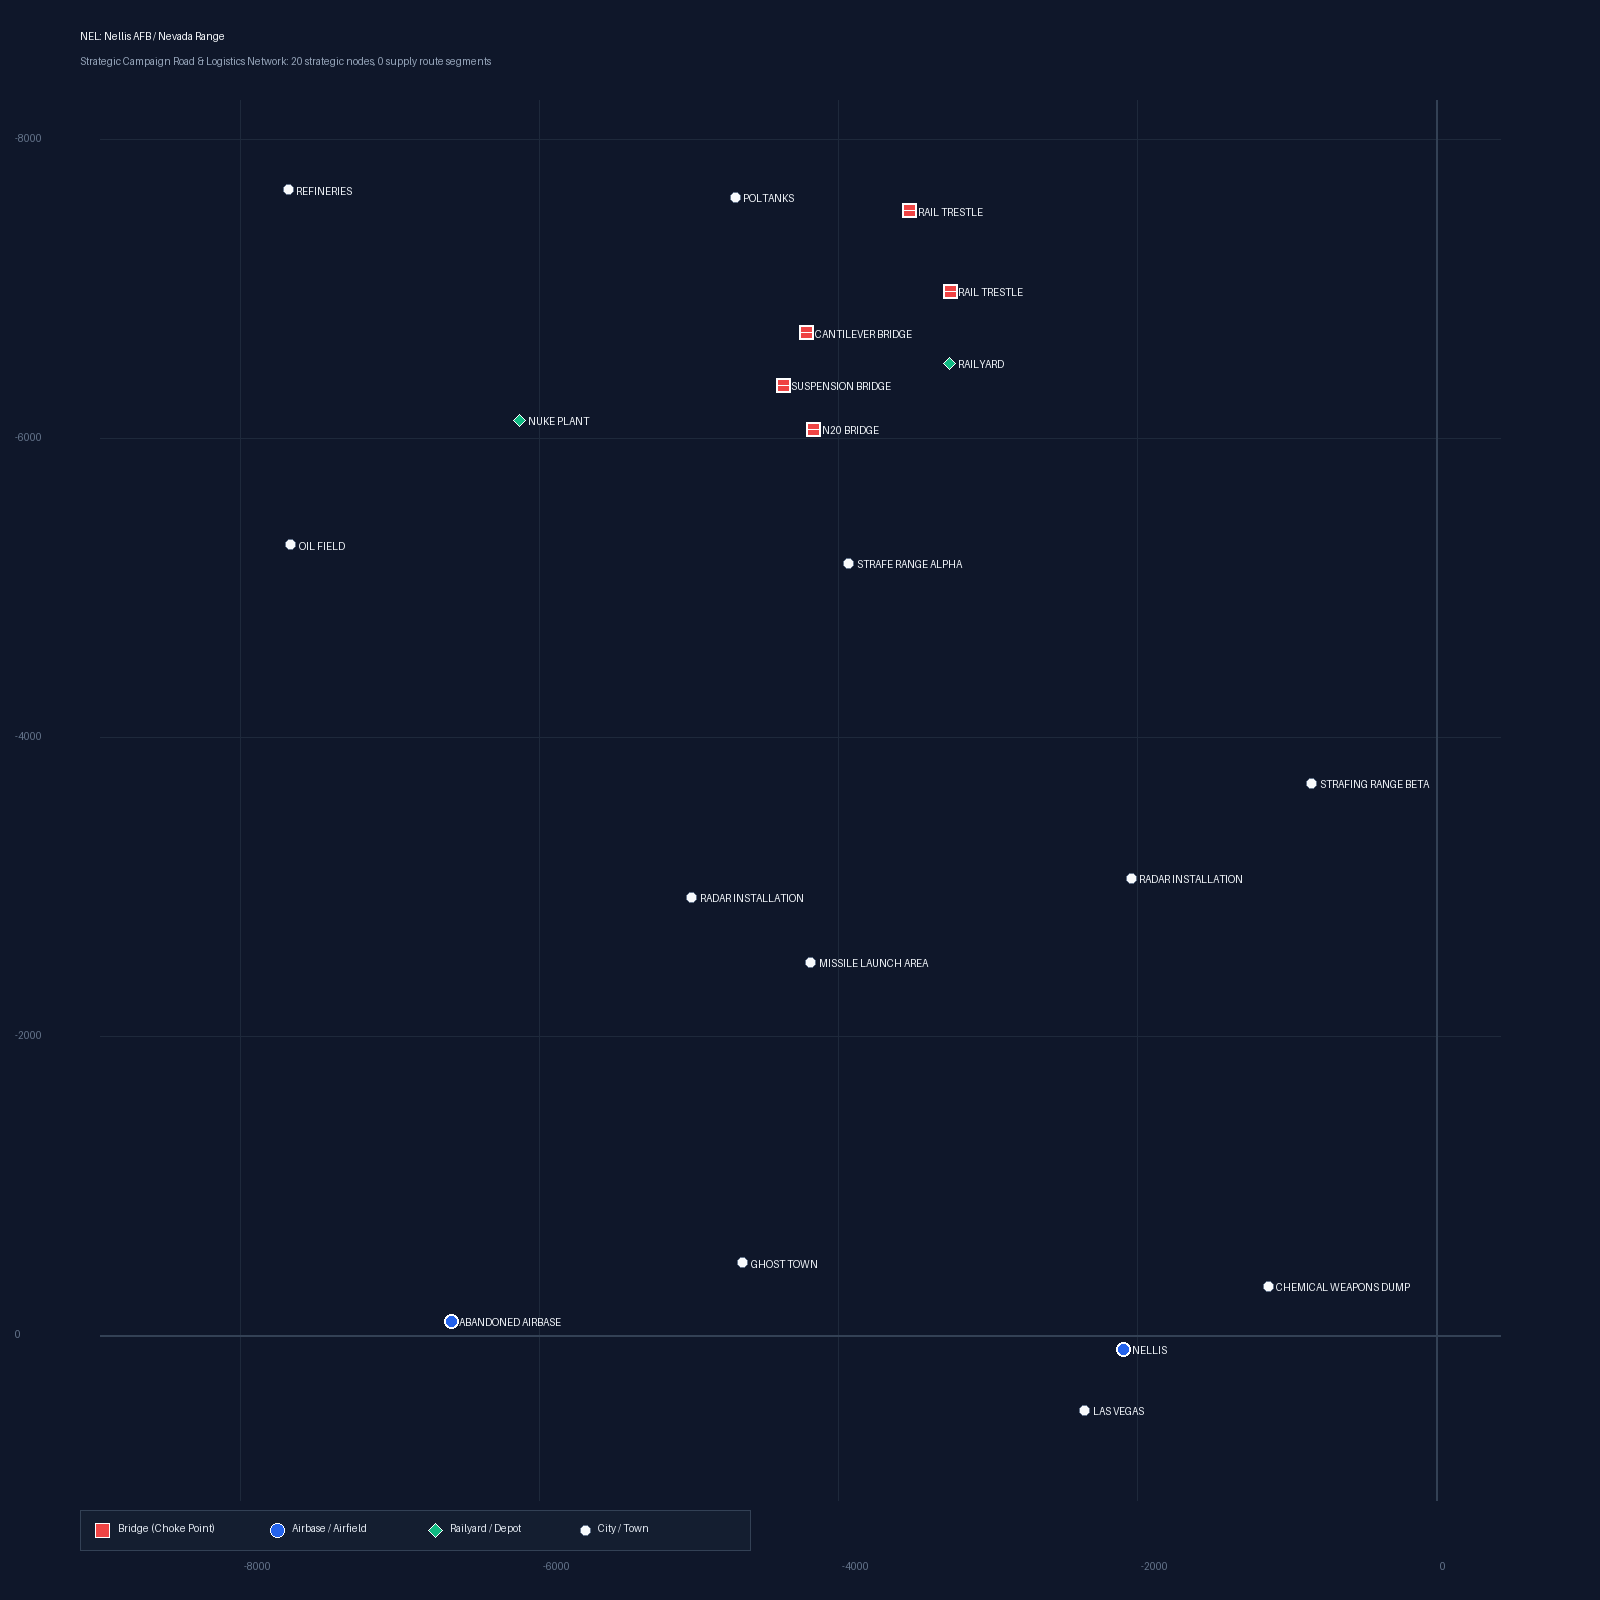 NEL: Nellis AFB / Nevada Range
Strategic Campaign Road & Logistics Network: 20 strategic nodes, 0 supply route segments
-8000
REFINERIES
POL TANKS
RAIL TRESTLE
RAIL TRESTLE
CANTILEVER BRIDGE
RAILYARD
SUSPENSION BRIDGE
NUKE PLANT
N20 BRIDGE
-6000
OIL FIELD
STRAFE RANGE ALPHA
-4000
STRAFING RANGE BETA
RADAR INSTALLATION
RADAR INSTALLATION
MISSILE LAUNCH AREA
-2000
GHOST TOWN
CHEMICAL WEAPONS DUMP
ABANDONED AIRBASE
0
NELLIS
LAS VEGAS
Bridge (Choke Point)
Airbase / Airfield
Railyard / Depot
City / Town
-8000
-6000
-4000
-2000
0